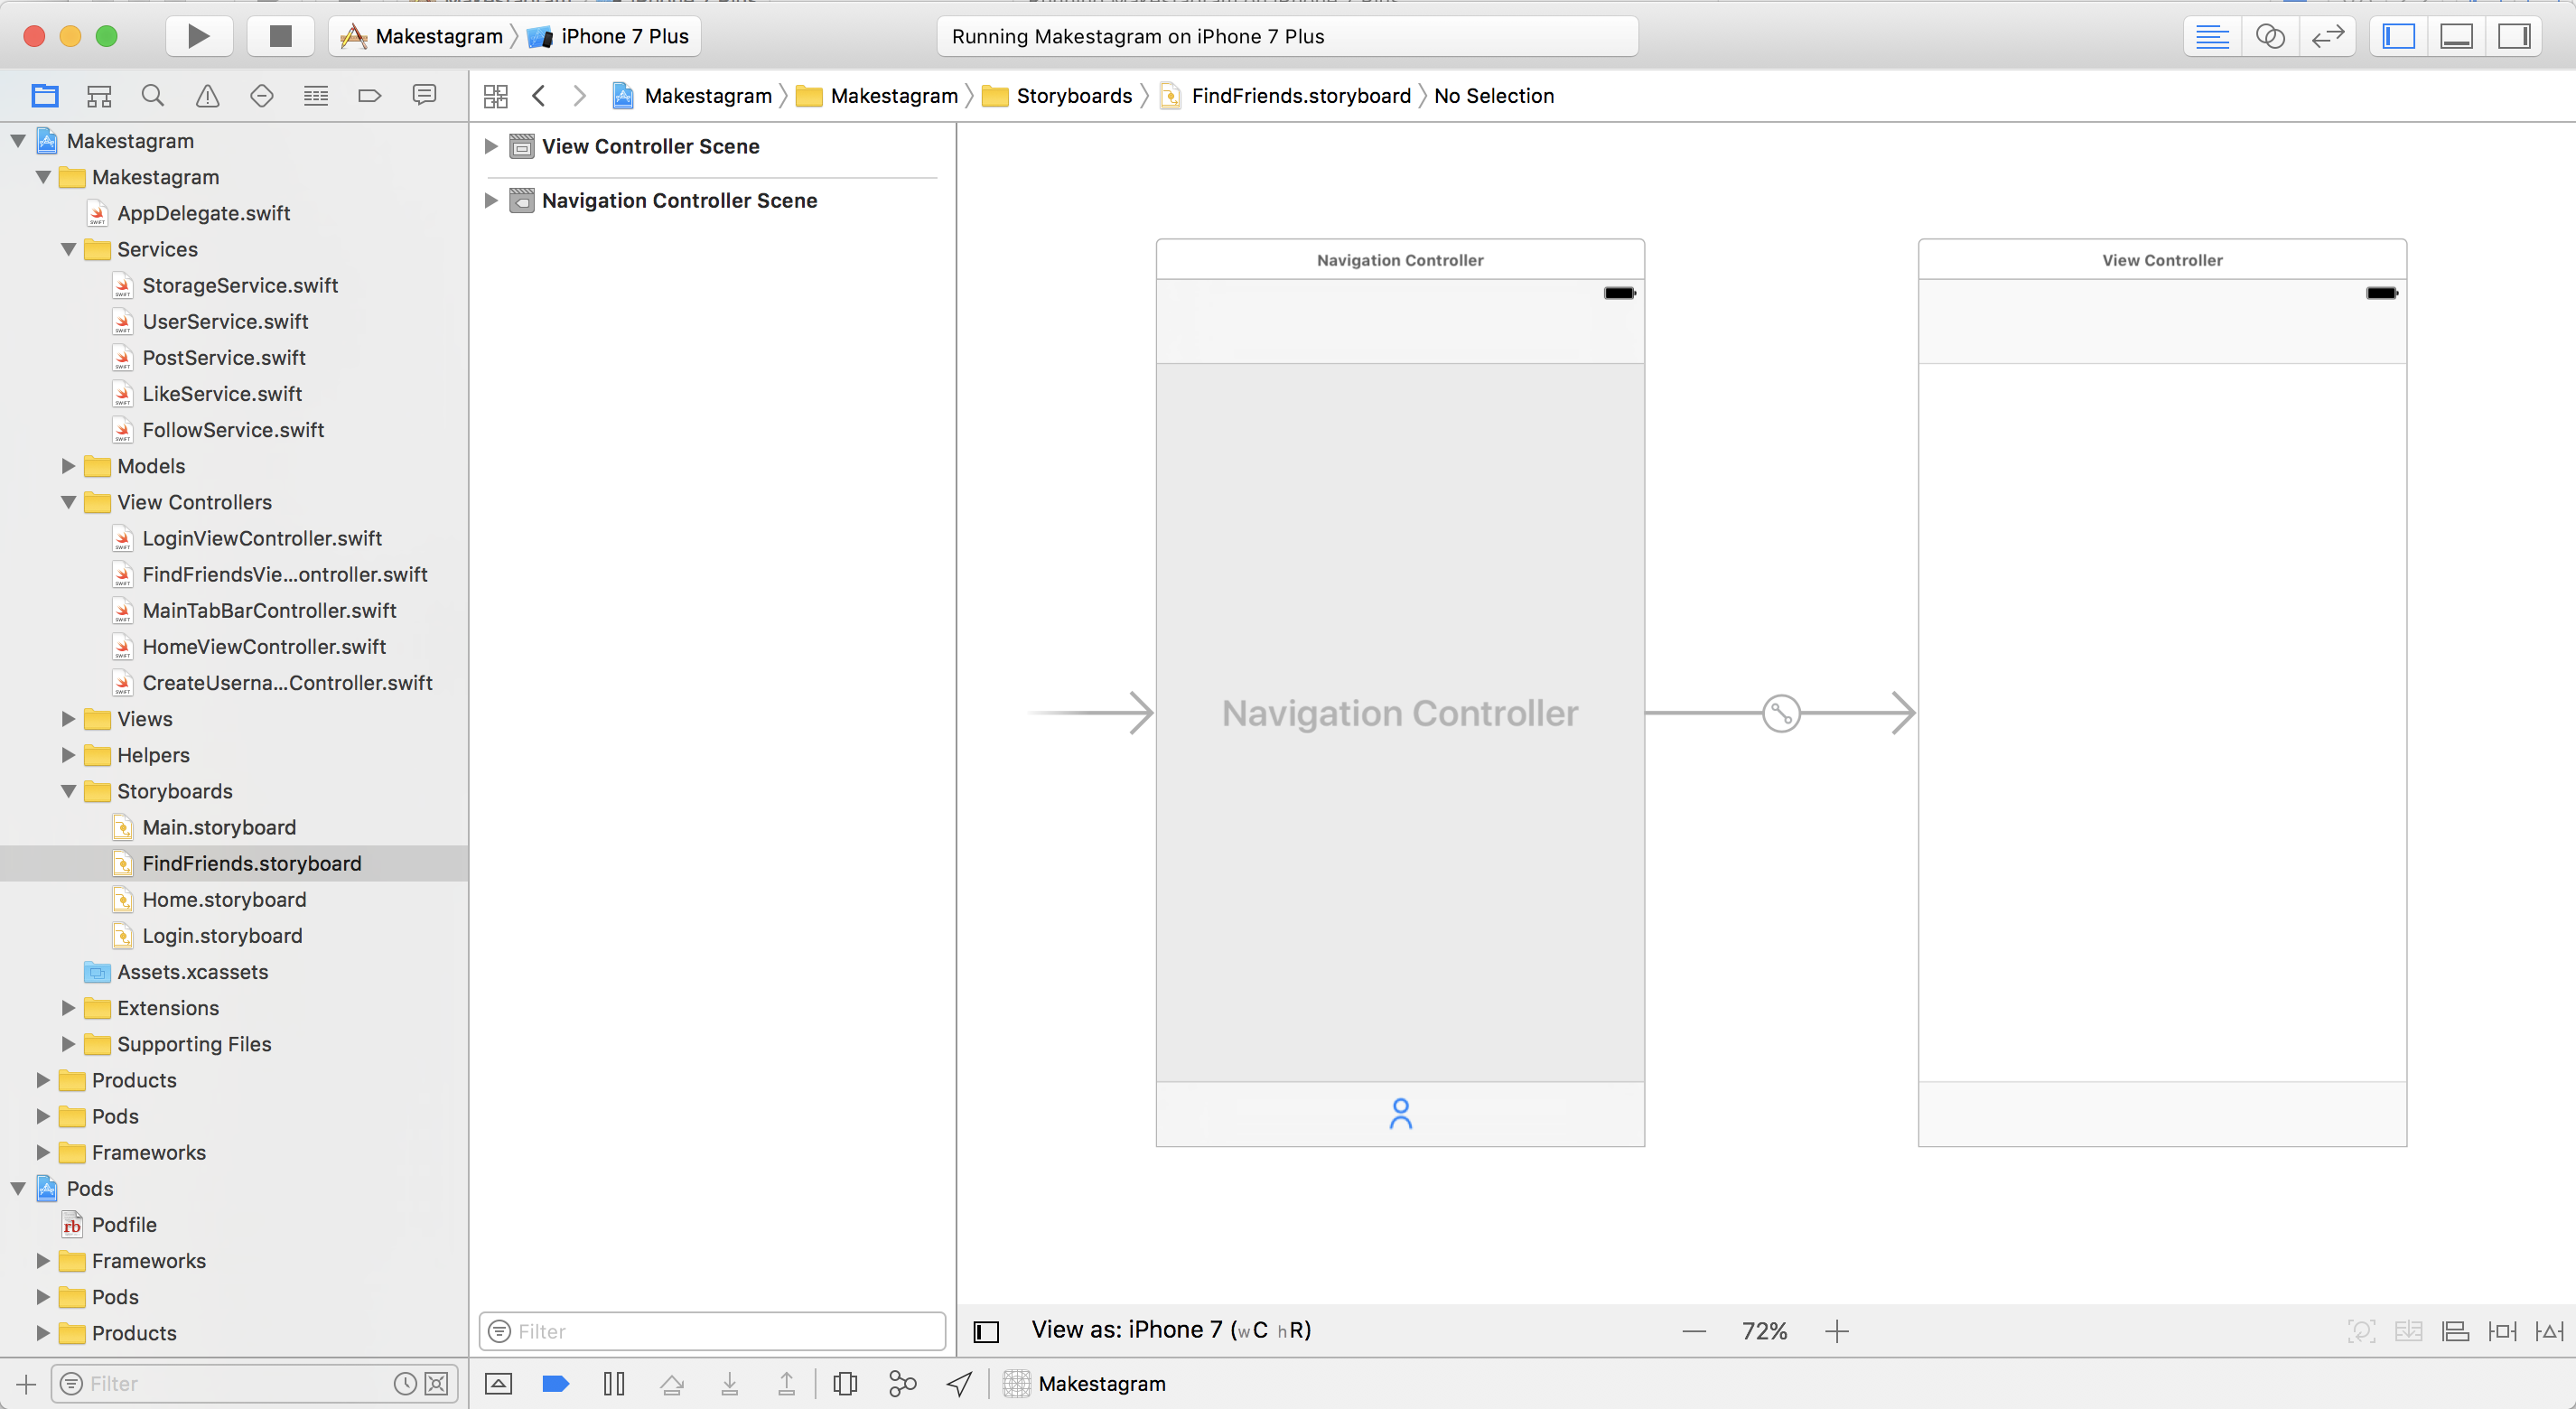 Makestagram iPhone 7 Plus
Running Makestagram on iPhone 7 Plus
Makestagram Makestagram Storyboards FindFriends.storyboard No Selection
Makestagram
Makestagram
AppDelegate.swift
Services
StorageService.swift
UserService.swift
PostService.swift
LikeService.swift
FollowService.swift
Models
View Controllers
LoginViewController.swift
FindFriendsVie...ontroller.swift
MainTabBarController.swift
HomeViewController.swift
CreateUserna...Controller.swift
Views
Helpers
Storyboards
Main.storyboard
FindFriends.storyboard
Home.storyboard
Login.storyboard
Assets.xcassets
Extensions
Supporting Files
Products
Pods
Frameworks
Pods
rb Podfile
Frameworks
Pods
Products
Filter
View Controller Scene
Navigation Controller Scene
Filter
Navigation Controller
Navigation Controller
View Controller
View as: iPhone 7 (wC hR)
72%
Makestagram